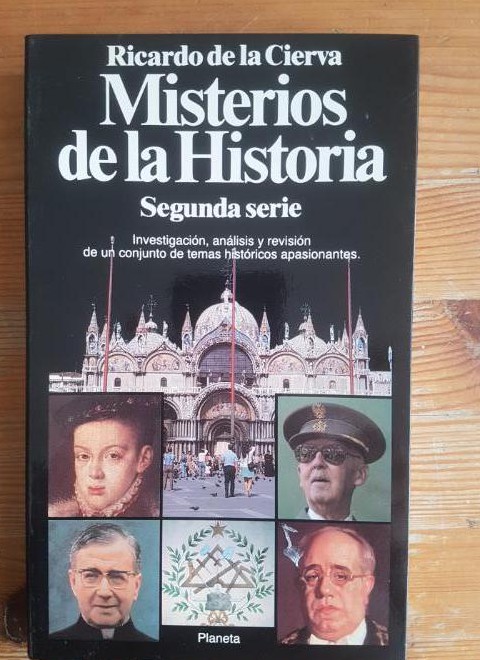 Ricardo de la Cierva
Misterios
de la Historia
Segunda serie
Investigación, análisis y revisión
de un conjunto de temas históricos apasionantes.
Planeta